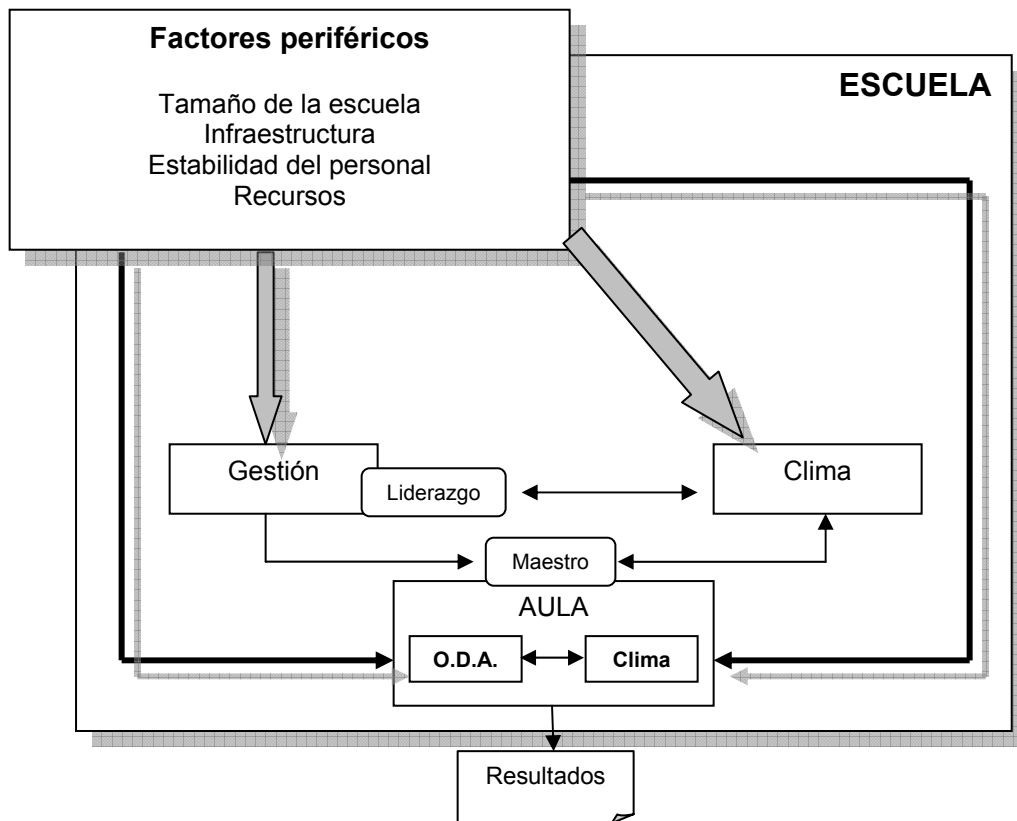 Factores periféricos
ESCUELA
Tamaño de la escuela
Infraestructura
Estabilidad del personal
Recursos
Gestión
Liderazgo
Clima
Maestro
AULA
O.D.A.
Clima
Resultados